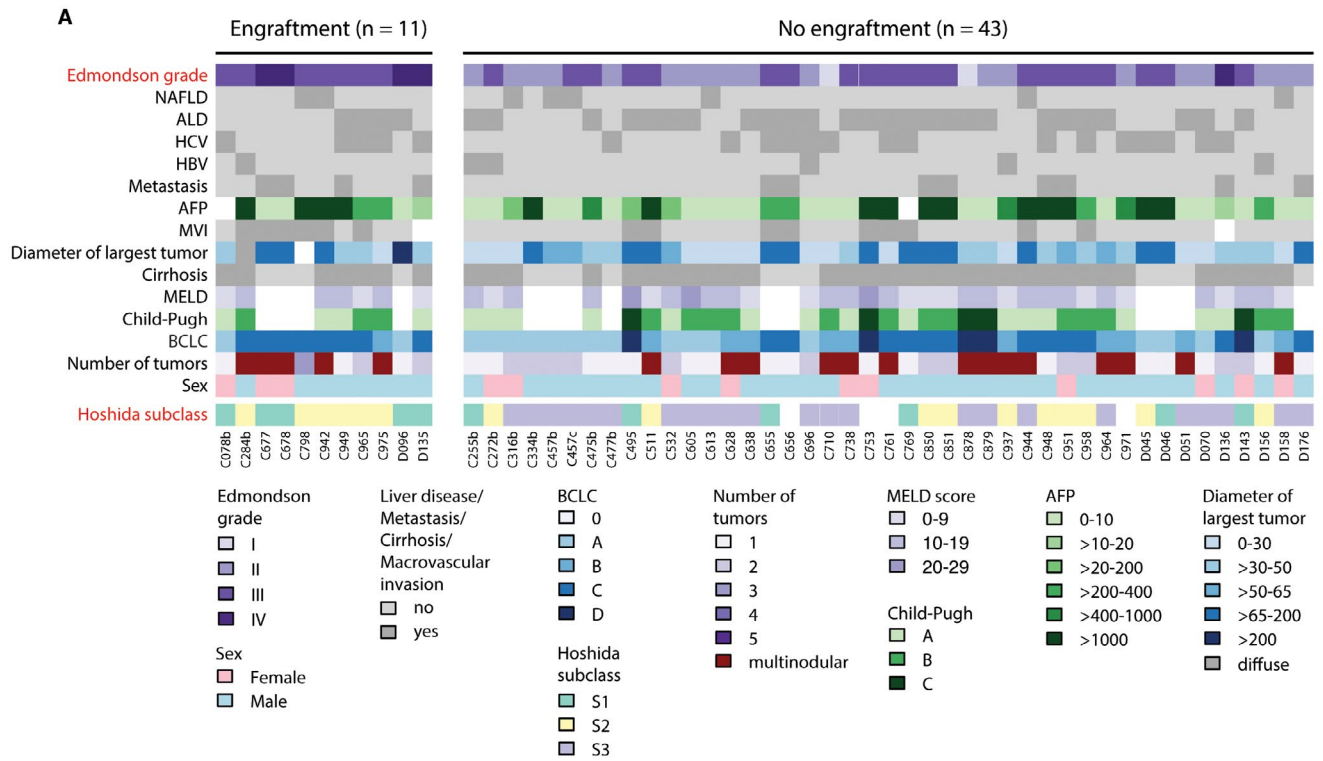 A
Engraftment (n = 11)
No engraftment (n = 43)
Edmondson grade
NAFLD
ALD
HCV
HBV
Metastasis
AFP
MVI
Diameter of largest tumor
Cirrhosis
MELD
Child-Pugh
BCLC
Number of tumors
Sex
Hoshida subclass
C078b
C284b
C677
C678
C798
C942
C949
C965
C975
D096
D135
C255b
C272b
C316b
C334b
C457b
C457c
C475b
C477b
C495
C511
C532
C605
C613
C628
C638
C655
C656
C696
C710
C738
C753
C761
C769
C850
C851
C878
C879
C937
C944
C948
C951
C958
C964
C971
D045
D046
D051
D070
D136
D143
D156
D158
D176
Edmondson
grade
I
II
III
IV
Sex
Female
Male
Liver disease/
Metastasis/
Cirrhosis/
Macrovascular
invasion
no
yes
BCLC
0
A
B
C
D
Hoshida
subclass
S1
S2
S3
Number of
tumors
1
2
3
4
5
multinodular
MELD score
0-9
10-19
20-29
Child-Pugh
A
B
C
AFP
0-10
>10-20
>20-200
>200-400
>400-1000
>1000
Diameter of
largest tumor
0-30
>30-50
>50-65
>65-200
>200
diffuse